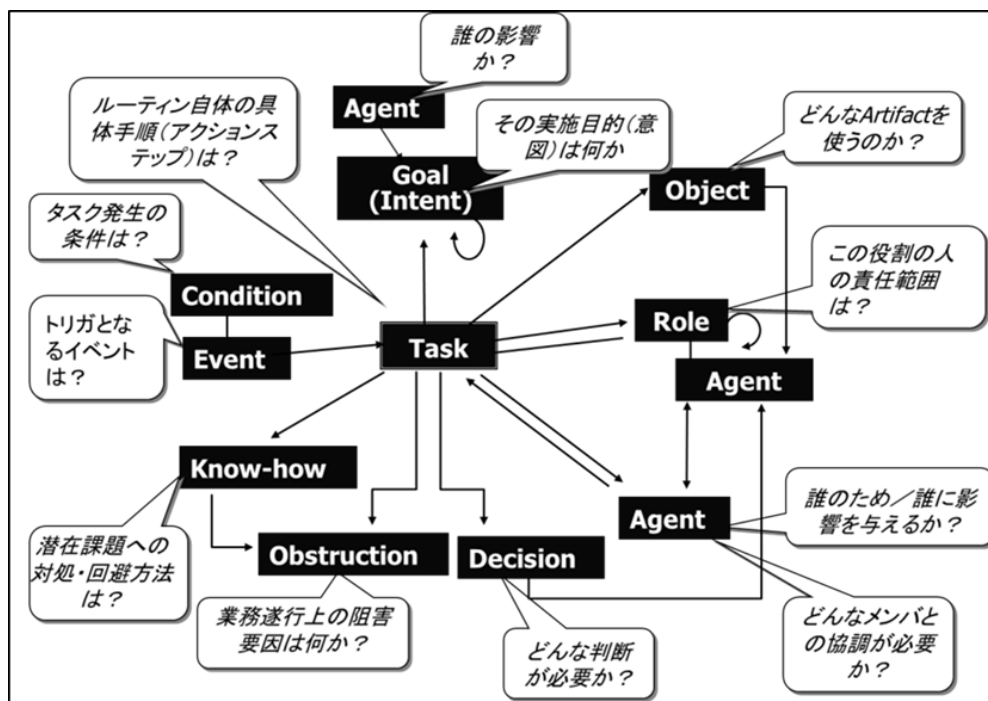 誰の影響
か？
Agent
ルーティン自体の具
体手順（アクションス
テップ）は？
その実施目的（意
図）は何か
Goal
(Intent)
どんなArtifactを
使うのか？
Object
タスク発生の
条件は？
Condition
この役割の人
の責任範囲
は？
Role
トリガとな
るイベント
は？
Event
Task
Agent
Know-how
潜在課題への
対処・回避方法
は？
Obstruction
業務遂行上の阻害
要因は何か？
Decision
どんな判断
が必要か？
Agent
誰のため／誰に影
響を与えるか？
どんなメンバと
の協調が必要
か？